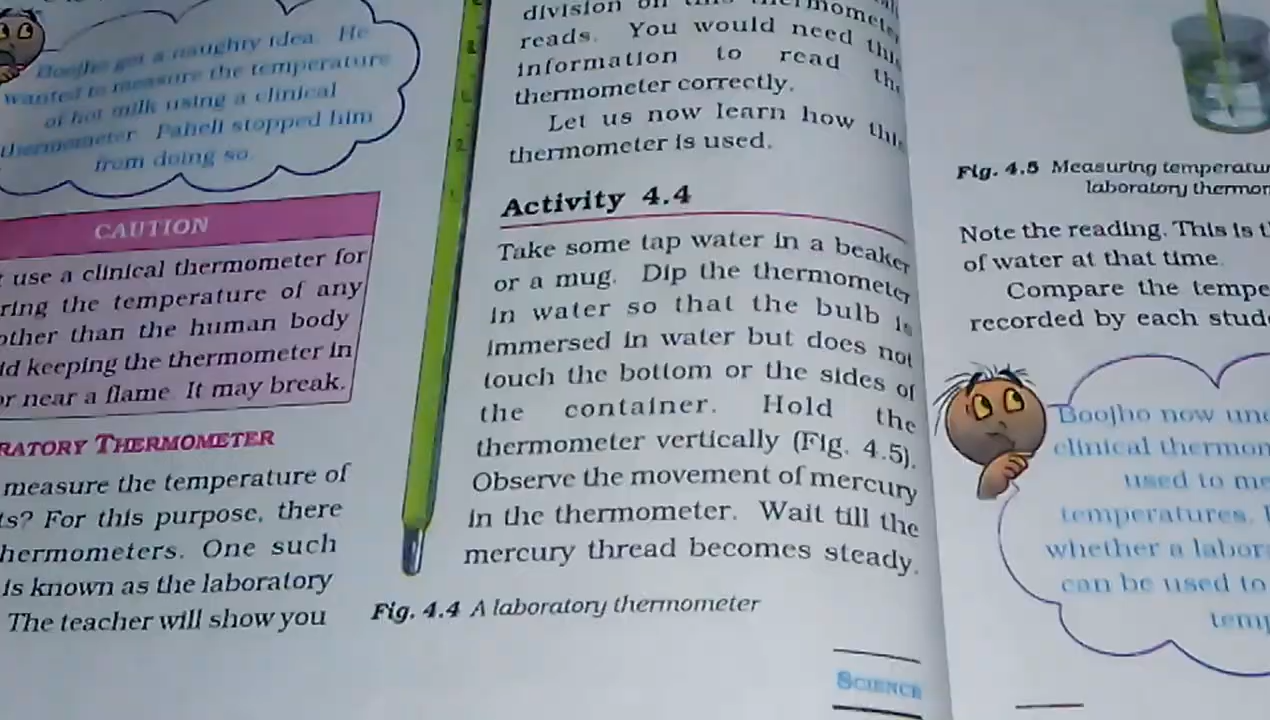 Boojho got a naughty idea. He
wanted to measure the temperature
of hot milk using a clinical
thermometer. Paheli stopped him
from doing so.
CAUTION
use a clinical thermometer for
ring the temperature of any
other than the human body
id keeping the thermometer in
or near a flame. It may break.
RATORY THERMOMETER
measure the temperature of
ts? For this purpose, there
hermometers. One such
is known as the laboratory
The teacher will show you
division on
reads. You would need
information to read
thermometer correctly.
Let us now learn how
thermometer is used.
Activity 4.4
Take some tap water in a beaker
or a mug. Dip the thermometer
in water so that the bulb is
immersed in water but does not
touch the bottom or the sides of
the container. Hold the
thermometer vertically (Fig. 4.5).
Observe the movement of mercury
in the thermometer. Wait till the
mercury thread becomes steady.
Fig. 4.4 A laboratory thermometer
SCIENCE
Fig. 4.5 Measuring temperatur
laboratory thermom
Note the reading. This is t
of water at that time.
Compare the tempe
recorded by each stud
Boojho now und
clinical thermom
used to me
temperatures.
whether a labora
can be used to
temp